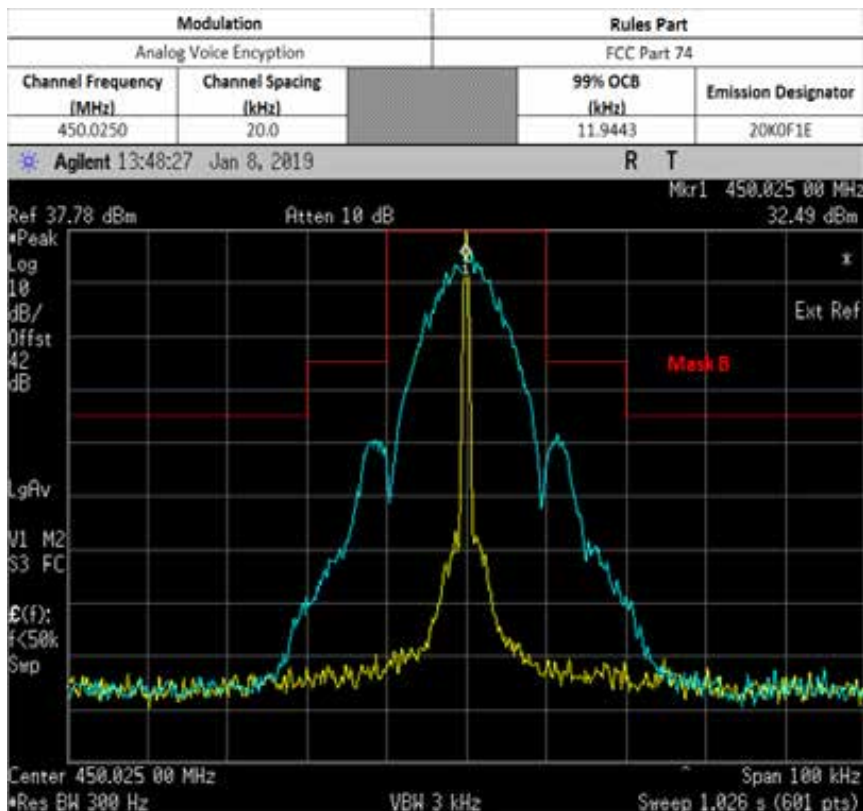 Modulation Rules Part
Analog Voice Encyption FCC Part 74
Channel Frequency (MHz) Channel Spacing (kHz) 99% OCB (kHz) Emission Designator
450.0250 20.0 11.9443 20K0F1E
Agilent 13:48:27 Jan 8, 2019 R T
Mkr1 450.025 00 MHz
Ref 37.78 dBm Atten 10 dB 32.49 dBm
*Peak
Log
10
dB/
Offst
42
dB
1
*
Ext Ref
Mask B
LgAv
V1 M2
S3 FC
£(f):
f<50k
Swp
Center 450.025 00 MHz ^ Span 100 kHz
*Res BW 300 Hz VBW 3 kHz Sweep 1.026 s (601 pts)